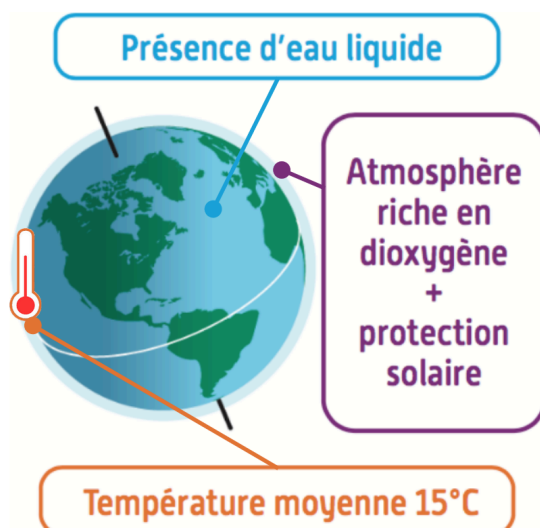 Présence d'eau liquide
Atmosphère
riche en
dioxygène
+
protection
solaire
Température moyenne 15°C